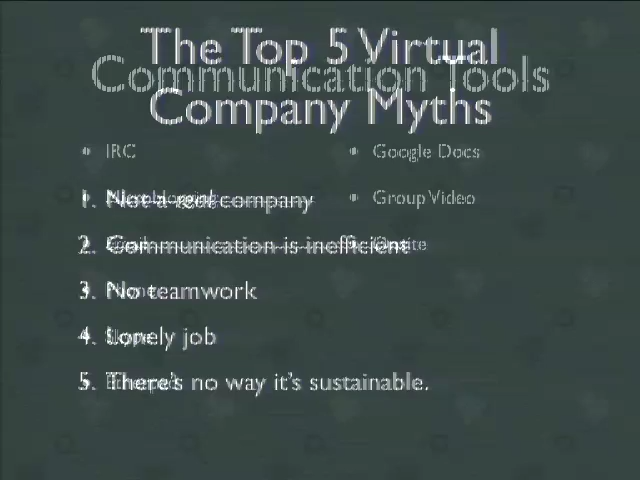 The Top 5 Virtual
Communication Tools
Company Myths
IRC
Google Docs
1. Not a real company
Group Video
2. Communication is inefficient
3. No teamwork
4. Lonely job
5. There's no way it's sustainable.